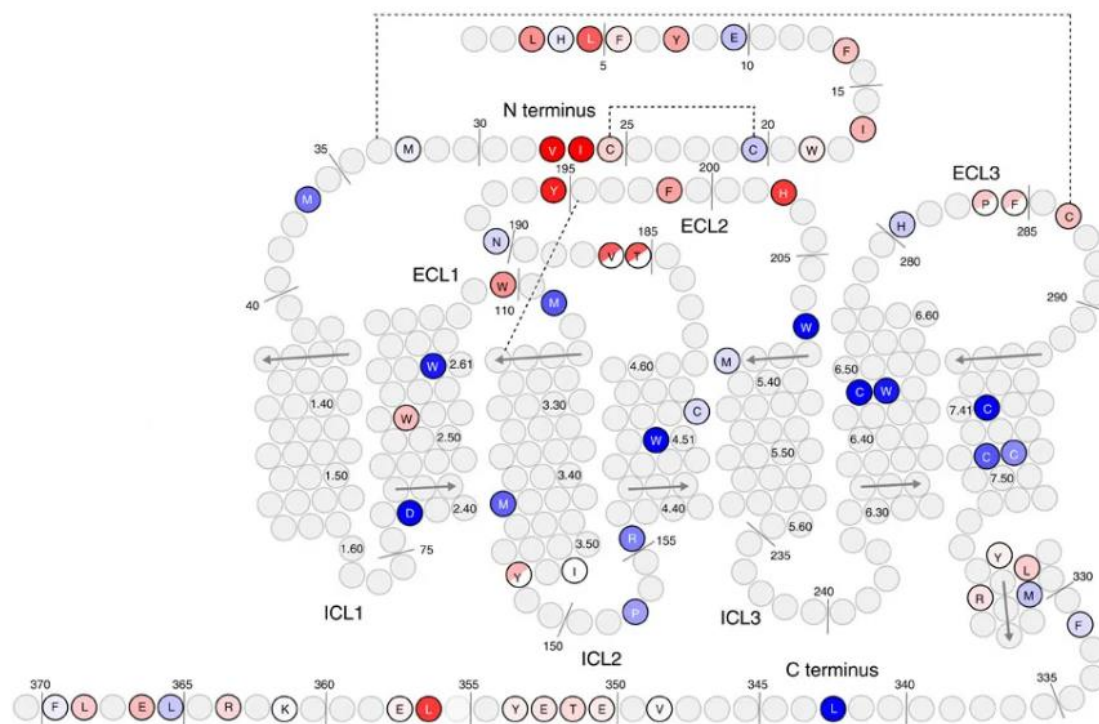 L H L F Y E F
5 10
15
N terminus
30 25 20
35 M V I C C W I
195 200 ECL3
M Y F H P F C
ECL2 285
N 190 185 H
ECL1 V T 205 280
W
40 110 M 290
W 6.60
W 2.61 4.60 M 5.40 6.50
1.40 3.30 C C W 7.41 C
W 2.50 W 4.51 6.40
1.50 3.40 5.50 C C
7.50
D 2.40 M 4.40 6.30
R 5.60
1.60 75 3.50 155 235
Y I Y L
R M 330
ICL1 P 240 F
150 ICL3
ICL2
C terminus 335
370 365 360 355 350 345 340
F L E L R K E L Y E T E V L